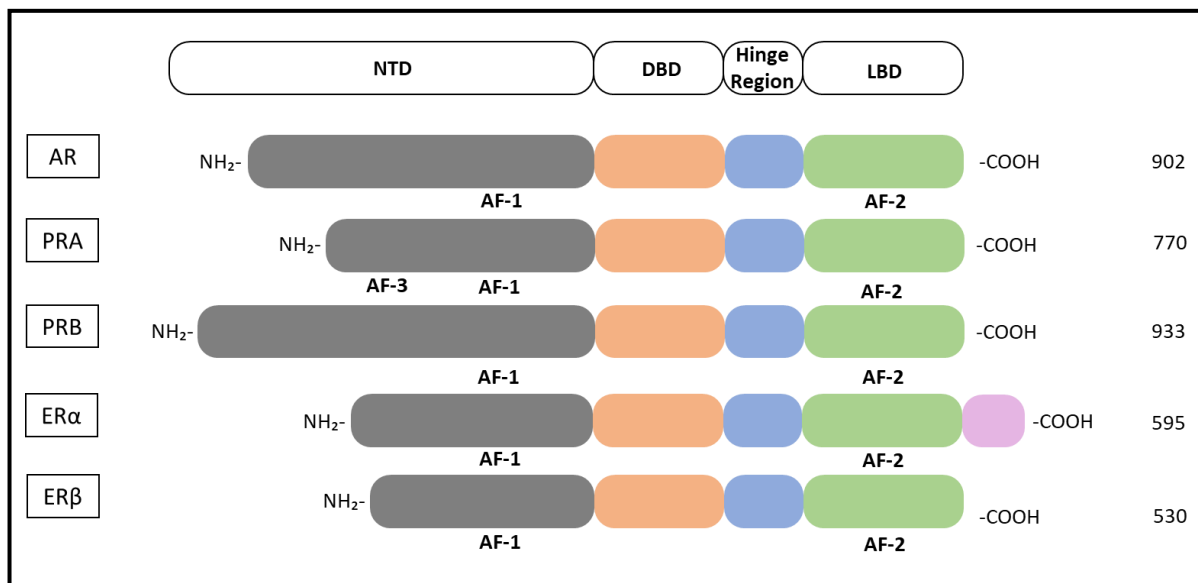 NTD DBD Hinge Region LBD
AR NH₂- -COOH 902
AF-1 AF-2
PRA NH₂- -COOH 770
AF-3 AF-1 AF-2
PRB NH₂- -COOH 933
AF-1 AF-2
ERα NH₂- -COOH 595
AF-1 AF-2
ERβ NH₂- -COOH 530
AF-1 AF-2